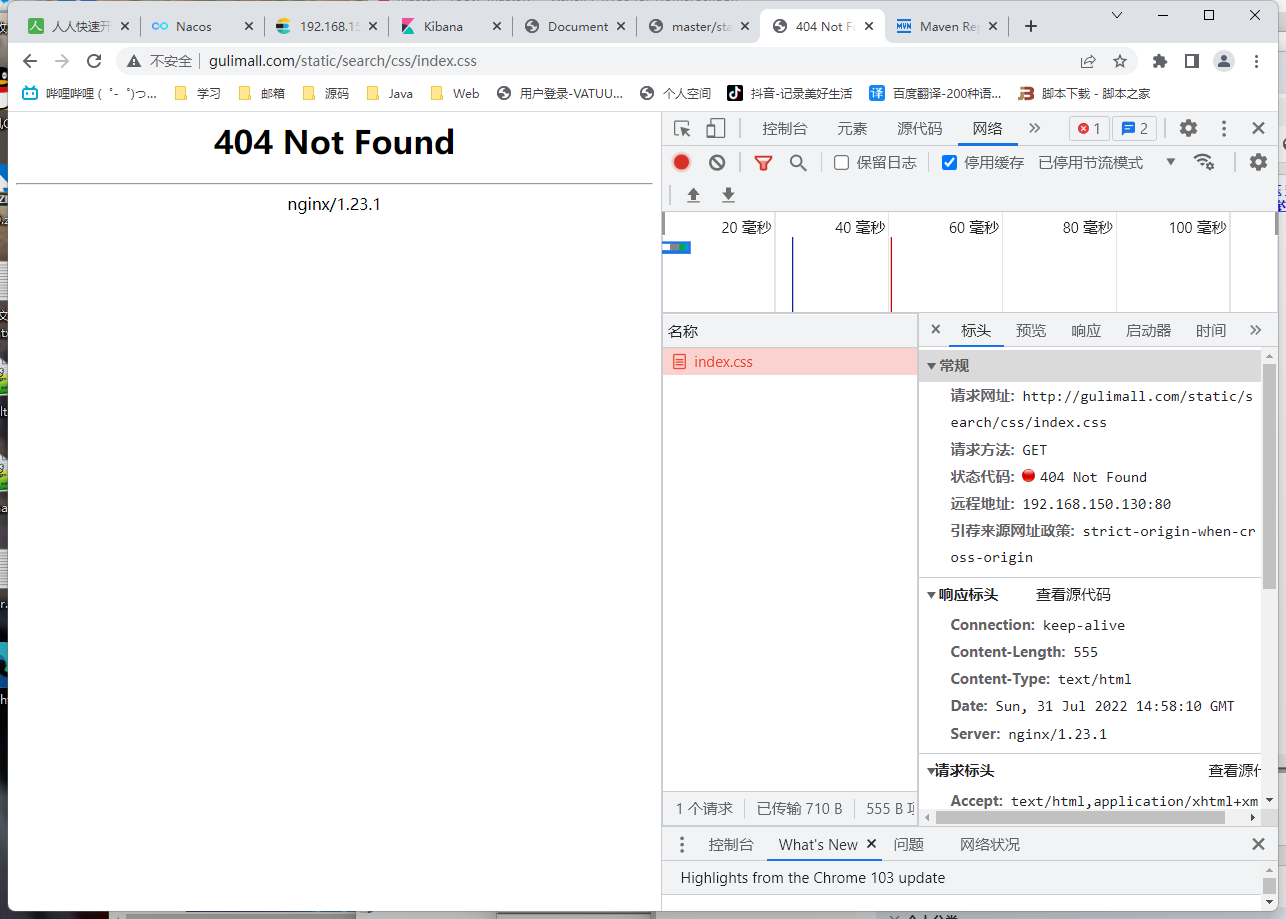 人人快速开
Nacos
192.168.15
Kibana
Document
master/sta
404 Not Fo
Maven Rep
不安全
gulimall.com/static/search/css/index.css
哔哩哔哩 ( ゜- ゜)つ...
学习
邮箱
源码
Java
Web
用户登录-VATUU...
个人空间
抖音-记录美好生活
百度翻译-200种语...
脚本下载 - 脚本之家
404 Not Found
nginx/1.23.1
控制台
元素
源代码
网络
1
2
保留日志
停用缓存
已停用节流模式
20 毫秒
40 毫秒
60 毫秒
80 毫秒
100 毫秒
名称
index.css
标头
预览
响应
启动器
时间
常规
请求网址: http://gulimall.com/static/s
earch/css/index.css
请求方法: GET
状态代码: 404 Not Found
远程地址: 192.168.150.130:80
引荐来源网址政策: strict-origin-when-cr
oss-origin
响应标头 查看源代码
Connection: keep-alive
Content-Length: 555
Content-Type: text/html
Date: Sun, 31 Jul 2022 14:58:10 GMT
Server: nginx/1.23.1
请求标头 查看源代
Accept: text/html,application/xhtml+xm
1 个请求
已传输 710 B
555 B
控制台
What's New
问题
网络状况
Highlights from the Chrome 103 update